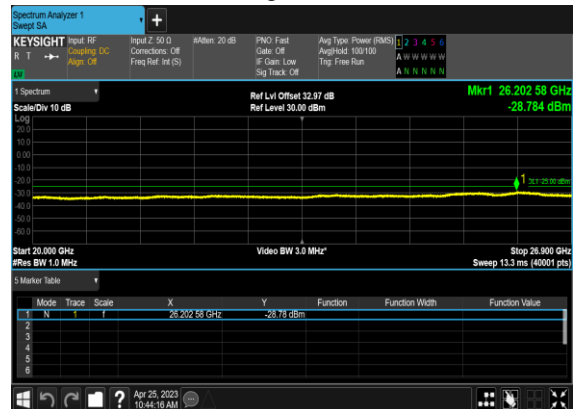 Spectrum Analyzer 1
Swept SA
KEYSIGHT Input: RF Input Z: 50 Ω #Atten: 20 dB PNO: Fast Avg Type: Power (RMS) 1 2 3 4 5 6
R T Coupling: DC Corrections: Off Gate: Off Avg|Hold: 100/100 A W W W W W
Align: Off Freq Ref: Int (S) IF Gain: Low Trig: Free Run
LW Sig Track: Off A N N N N N
1 Spectrum Ref Lvl Offset 32.97 dB Mkr1 26.202 58 GHz
Scale/Div 10 dB Ref Level 30.00 dBm -28.784 dBm
Log
20.0
10.0
0.00
-10.0
-20.0 1 DL1 -25.00 dBm
-30.0
-40.0
-50.0
-60.0
Start 20.000 GHz Video BW 3.0 MHz* Stop 26.900 GHz
#Res BW 1.0 MHz Sweep 13.3 ms (40001 pts)
5 Marker Table
Mode Trace Scale X Y Function Function Width Function Value
1 N 1 f 26.202 58 GHz -28.78 dBm
2
3
4
5
6
? Apr 25, 2023
10:44:16 AM